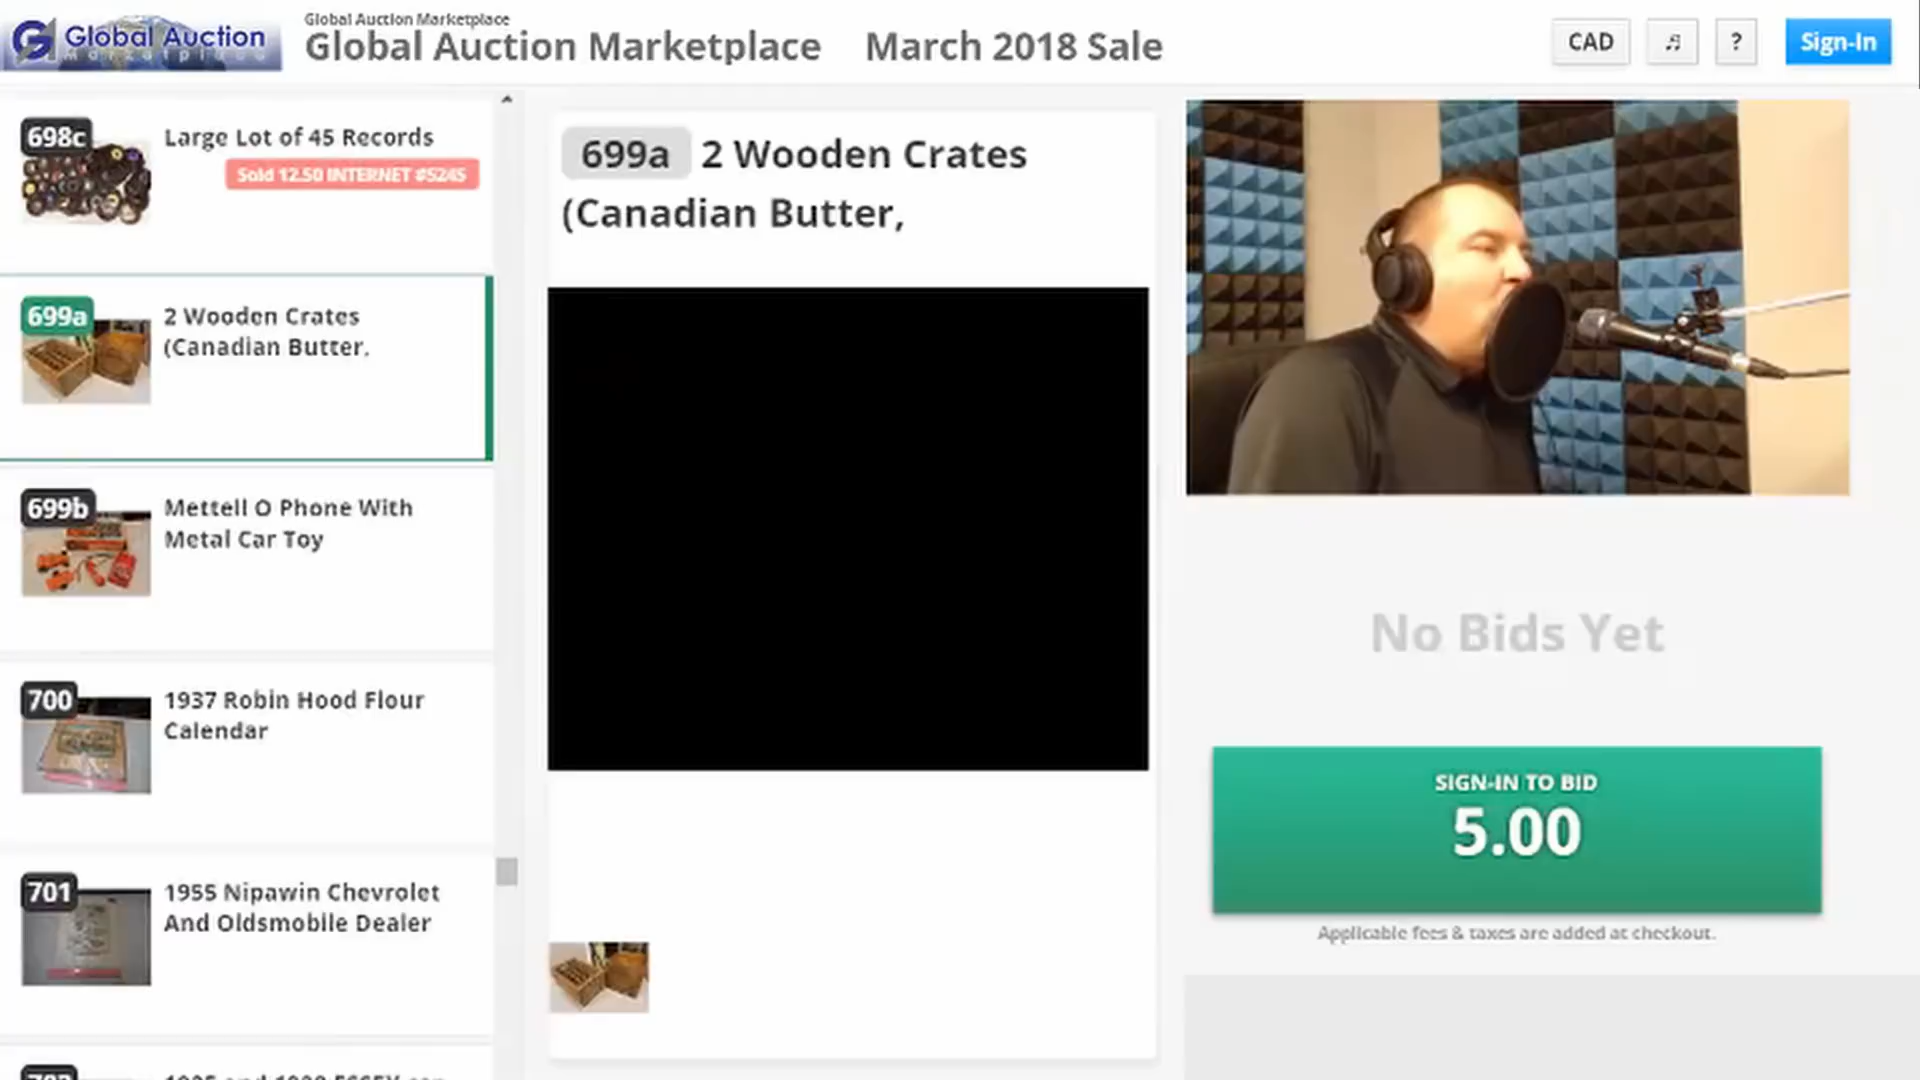 Global Auction
Marketplace
Global Auction Marketplace
Global Auction Marketplace March 2018 Sale
CAD
?
Sign-In
698c
Large Lot of 45 Records
Sold 12.50 INTERNET #5245
699a
2 Wooden Crates
(Canadian Butter,
699b
Mettell O Phone With
Metal Car Toy
700
1937 Robin Hood Flour
Calendar
701
1955 Nipawin Chevrolet
And Oldsmobile Dealer
699a 2 Wooden Crates
(Canadian Butter,
No Bids Yet
SIGN-IN TO BID
5.00
Applicable fees & taxes are added at checkout.